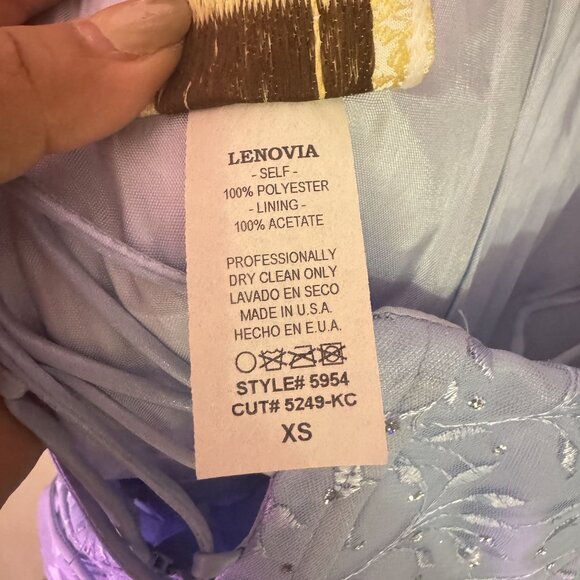 LENOVIA
- SELF -
100% POLYESTER
- LINING -
100% ACETATE
PROFESSIONALLY
DRY CLEAN ONLY
LAVADO EN SECO
MADE IN U.S.A.
HECHO EN E.U.A.
STYLE# 5954
CUT# 5249-KC
XS